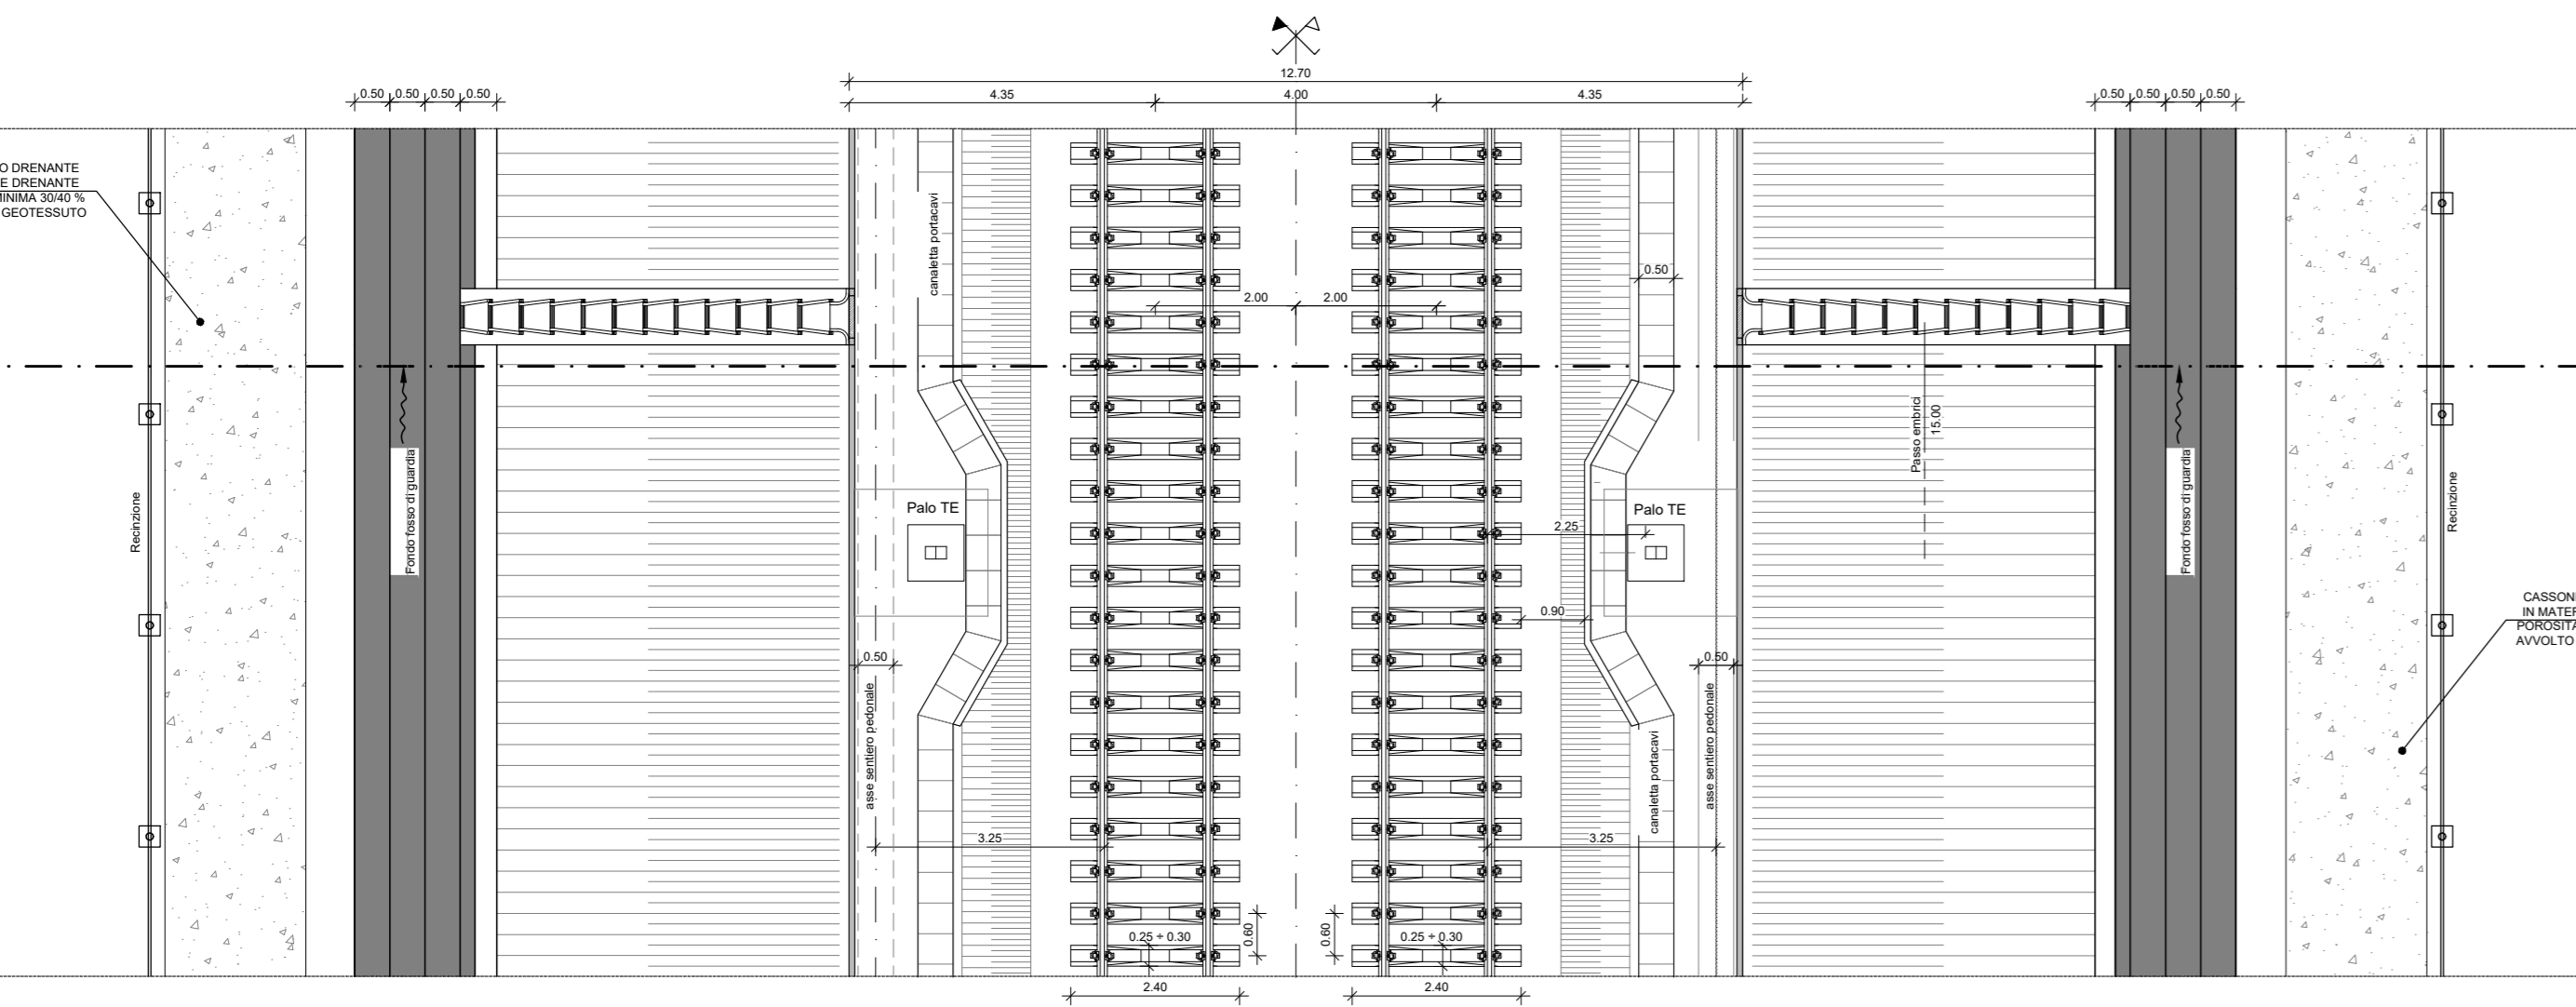 12.70
4.35
4.00
4.35
0.50
0.50
0.50
0.50
0.50
0.50
0.50
0.50
O DRENANTE
E DRENANTE
MINIMA 30/40 %
GEOTESSUTO
canaletta portacavi
0.50
2.00
2.00
Passo embrici
15.00
Recinzione
Fondo fosso di guardia
Palo TE
2.25
Palo TE
Fondo fosso di guardia
Recinzione
0.90
CASSON
IN MATER
POROSITA
AVVOLTO
0.50
0.50
asse sentiero pedonale
canaletta portacavi
asse sentiero pedonale
3.25
3.25
0.60
0.60
0.25 ÷ 0.30
0.25 ÷ 0.30
2.40
2.40